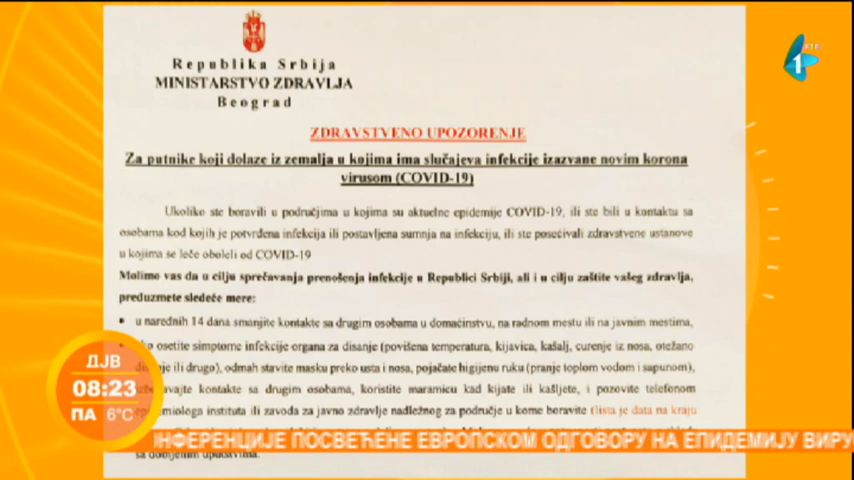 РТС
1
Republika Srbija
MINISTARSTVO ZDRAVLJA
Beograd
ZDRAVSTVENO UPOZORENJE
Za putnike koji dolaze iz zemalja u kojima ima slučajeva infekcije izazvane novim korona
virusom (COVID-19)
Ukoliko ste boravili u područjima u kojima su aktuelne epidemije COVID-19, ili ste bili u kontaktu sa
osobama kod kojih je potvrđena infekcija ili postavljena sumnja na infekciju, ili ste posećivali zdravstvene ustanove
u kojima se leče oboleli od COVID-19
Molimo vas da u cilju sprečavanja prenošenja infekcije u Republici Srbiji, ali i u cilju zaštite vašeg zdravlja,
preduzmete sledeće mere:
• u narednih 14 dana smanjite kontakte sa drugim osobama u domaćinstvu, na radnom mestu ili na javnim mestima,
osetite simptome infekcije organa za disanje (povišena temperatura, kijavica, kašalj, curenje iz nosa, otežano
ili drugo), odmah stavite masku preko usta i nosa, pojačate higijenu ruku (pranje toplom vodom i sapunom),
kontakte sa drugim osobama, koristite maramicu kad kijate ili kašljete, i pozovite telefonom
instituta ili zavoda za javno zdravlje nadležnog za područje u kome boravite (lista je data na kraju
sa dobijenim uputstvima.
ДЈВ
08:23
ПА 6°C
ОНФЕРЕНЦИЈЕ ПОСВЕЋЕНЕ ЕВРОПСКОМ ОДГОВОРУ НА ЕПИДЕМИЈУ ВИРУ